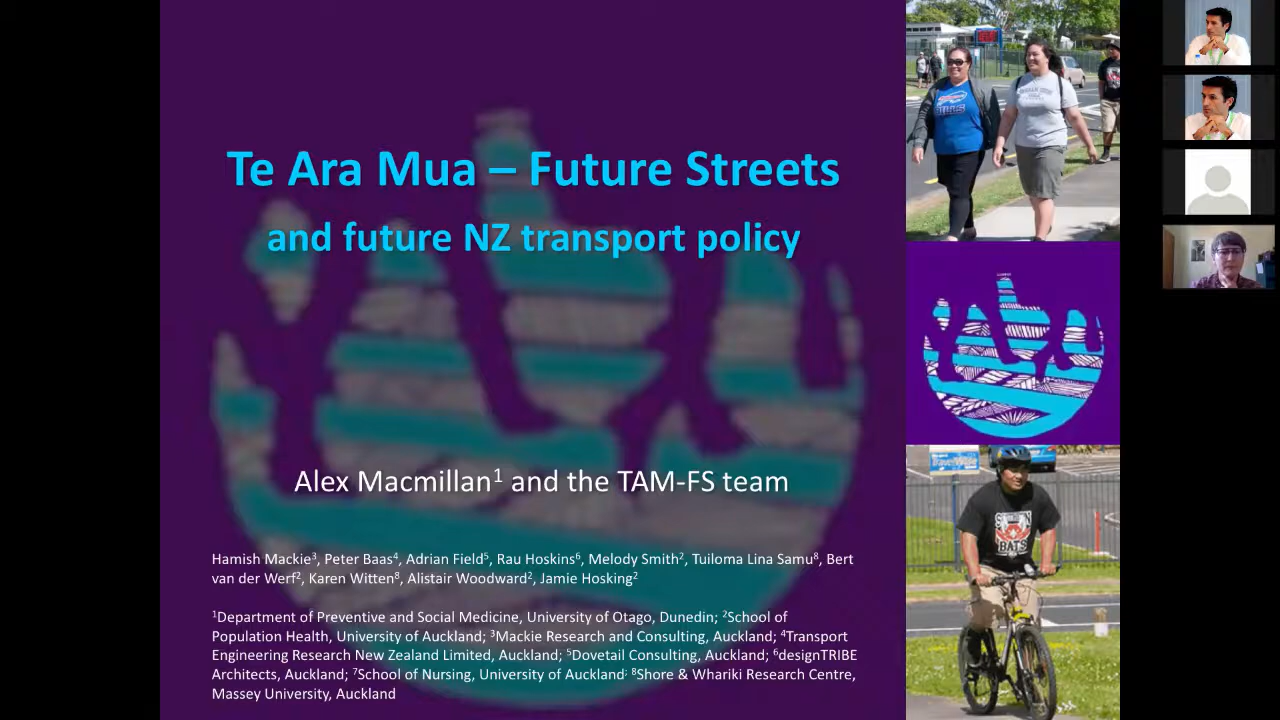 Te Ara Mua – Future Streets
and future NZ transport policy
Alex Macmillan¹ and the TAM-FS team
Hamish Mackie³, Peter Baas⁴, Adrian Field⁵, Rau Hoskins⁶, Melody Smith², Tuiloma Lina Samu⁸, Bert
van der Werf², Karen Witten⁸, Alistair Woodward², Jamie Hosking²
¹Department of Preventive and Social Medicine, University of Otago, Dunedin; ²School of
Population Health, University of Auckland; ³Mackie Research and Consulting, Auckland; ⁴Transport
Engineering Research New Zealand Limited, Auckland; ⁵Dovetail Consulting, Auckland; ⁶designTRIBE
Architects, Auckland; ⁷School of Nursing, University of Auckland; ⁸Shore & Whariki Research Centre,
Massey University, Auckland
BILLS
BATS